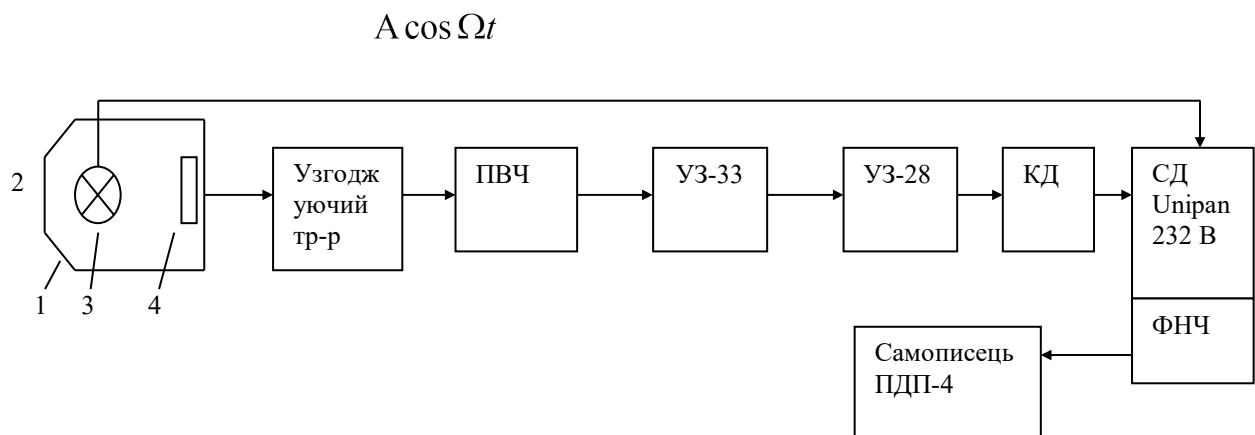 A cos Ωt
2
1
3
4
Узгодж
уючий
тр-р
ПВЧ
УЗ-33
УЗ-28
КД
СД
Unipan
232 В
ФНЧ
Самописець
ПДП-4